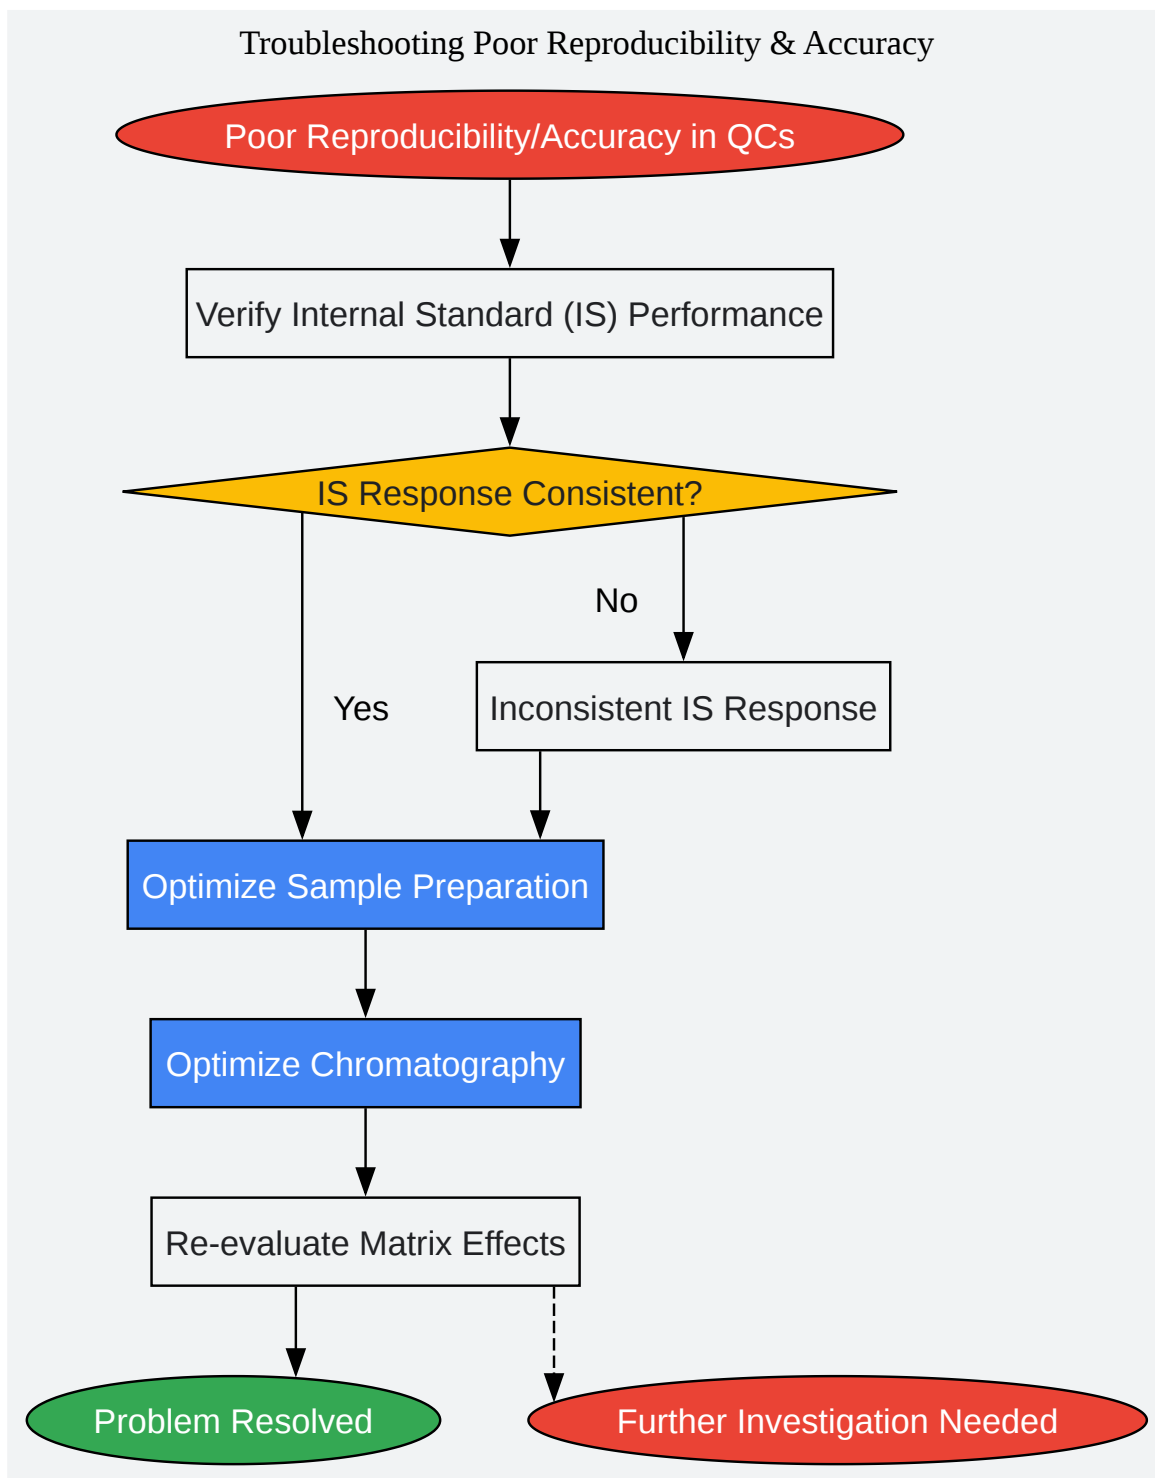 Troubleshooting Poor Reproducibility & Accuracy
Poor Reproducibility/Accuracy in QCs
Verify Internal Standard (IS) Performance
IS Response Consistent?
No
Inconsistent IS Response
Yes
Optimize Sample Preparation
Optimize Chromatography
Re-evaluate Matrix Effects
Problem Resolved
Further Investigation Needed